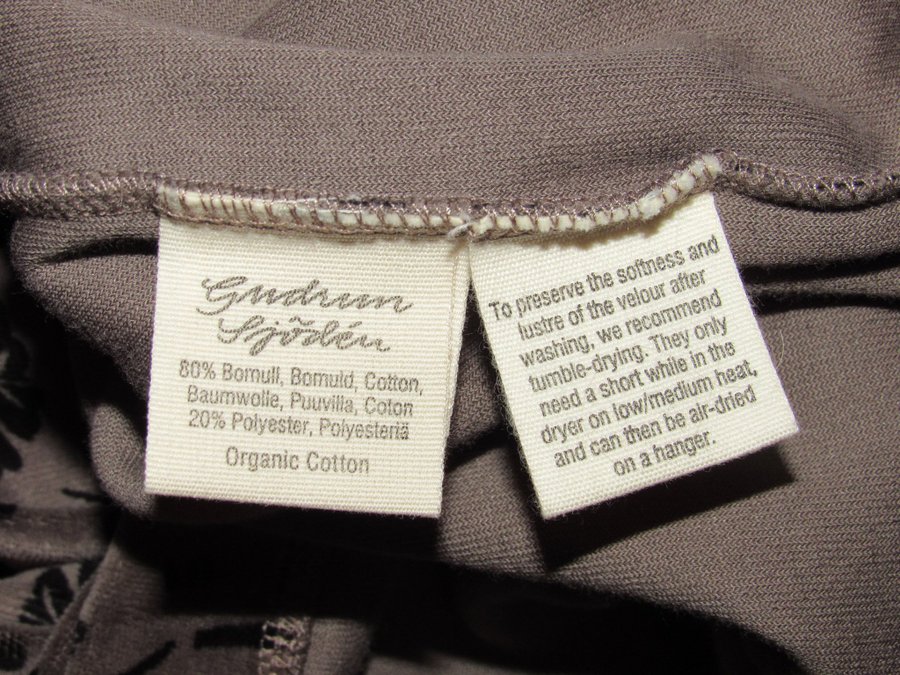 Gudrun
Sjödén
80% Bomull, Bomuld, Cotton,
Baumwolle, Puuvilla, Coton
20% Polyester, Polyesteriä
Organic Cotton
To preserve the softness and
lustre of the velour after
washing, we recommend
tumble-drying. They only
need a short while in the
dryer on low/medium heat,
and can then be air-dried
on a hanger.